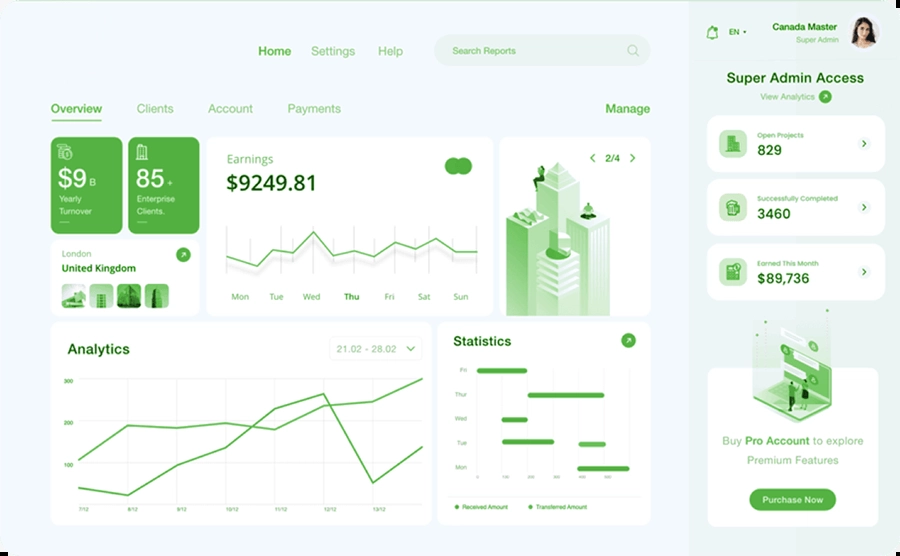 Home Settings Help
Search Reports
EN
Canada Master
Super Admin
Overview Clients Account Payments
Manage
$9 B
Yearly
Turnover
85 +
Enterprise
Clients.
London
United Kingdom
Earnings
$9249.81
Mon Tue Wed Thu Fri Sat Sun
2/4
Super Admin Access
View Analytics
Open Projects
829
Successfully Completed
3460
Earned This Month
$89,736
Analytics
21.02 - 28.02
300
200
100
7/12 8/12 9/12 10/12 11/12 12/12 13/12
Statistics
Fri
Thur
Wed
Tue
Mon
0 100 200 300 400 500
Received Amount Transferred Amount
Buy Pro Account to explore
Premium Features
Purchase Now